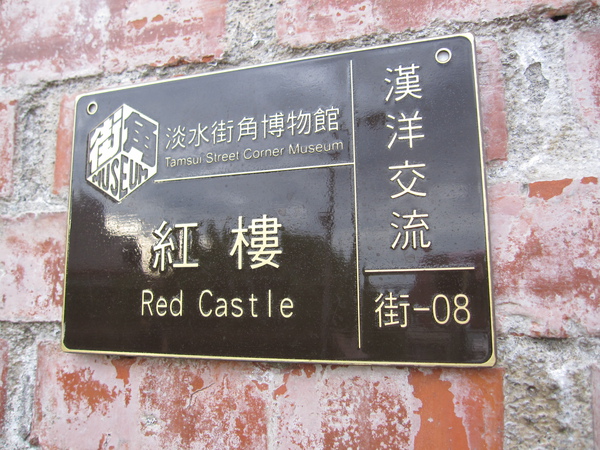 街角
MUSEUM
淡水街角博物館
Tamsui Street Corner Museum
紅樓
Red Castle
漢洋交流
街-08